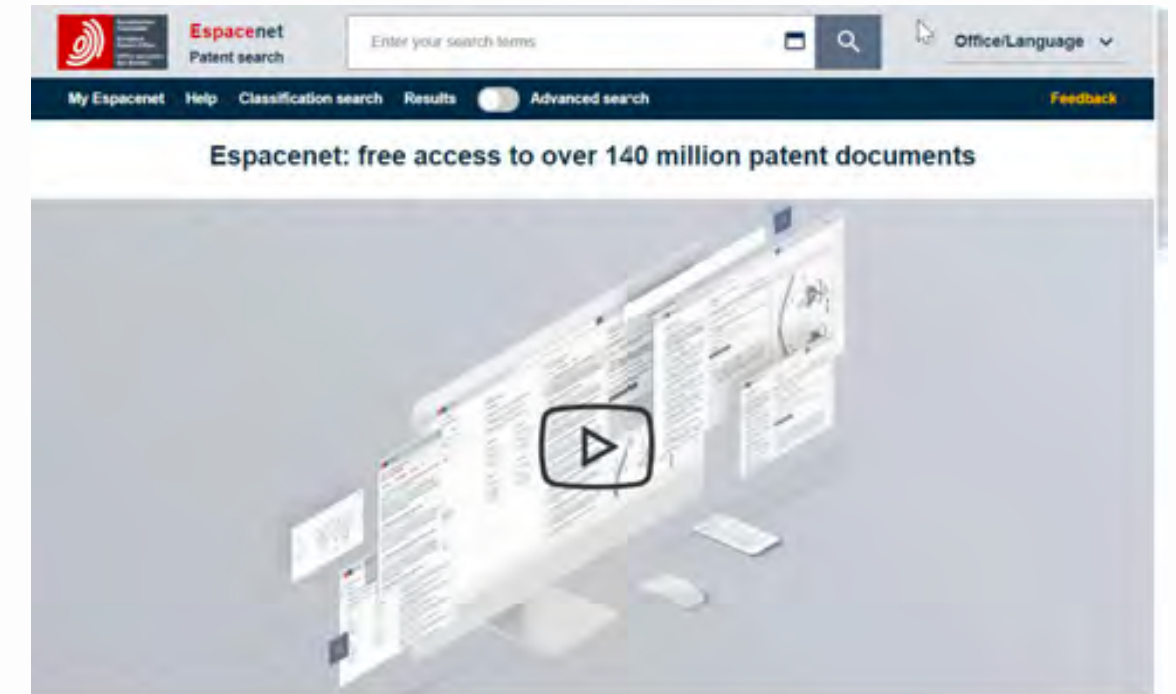 Espacenet
Patent search
Enter your search terms
Office/Language
My Espacenet Help Classification search Results Advanced search Feedback
Espacenet: free access to over 140 million patent documents